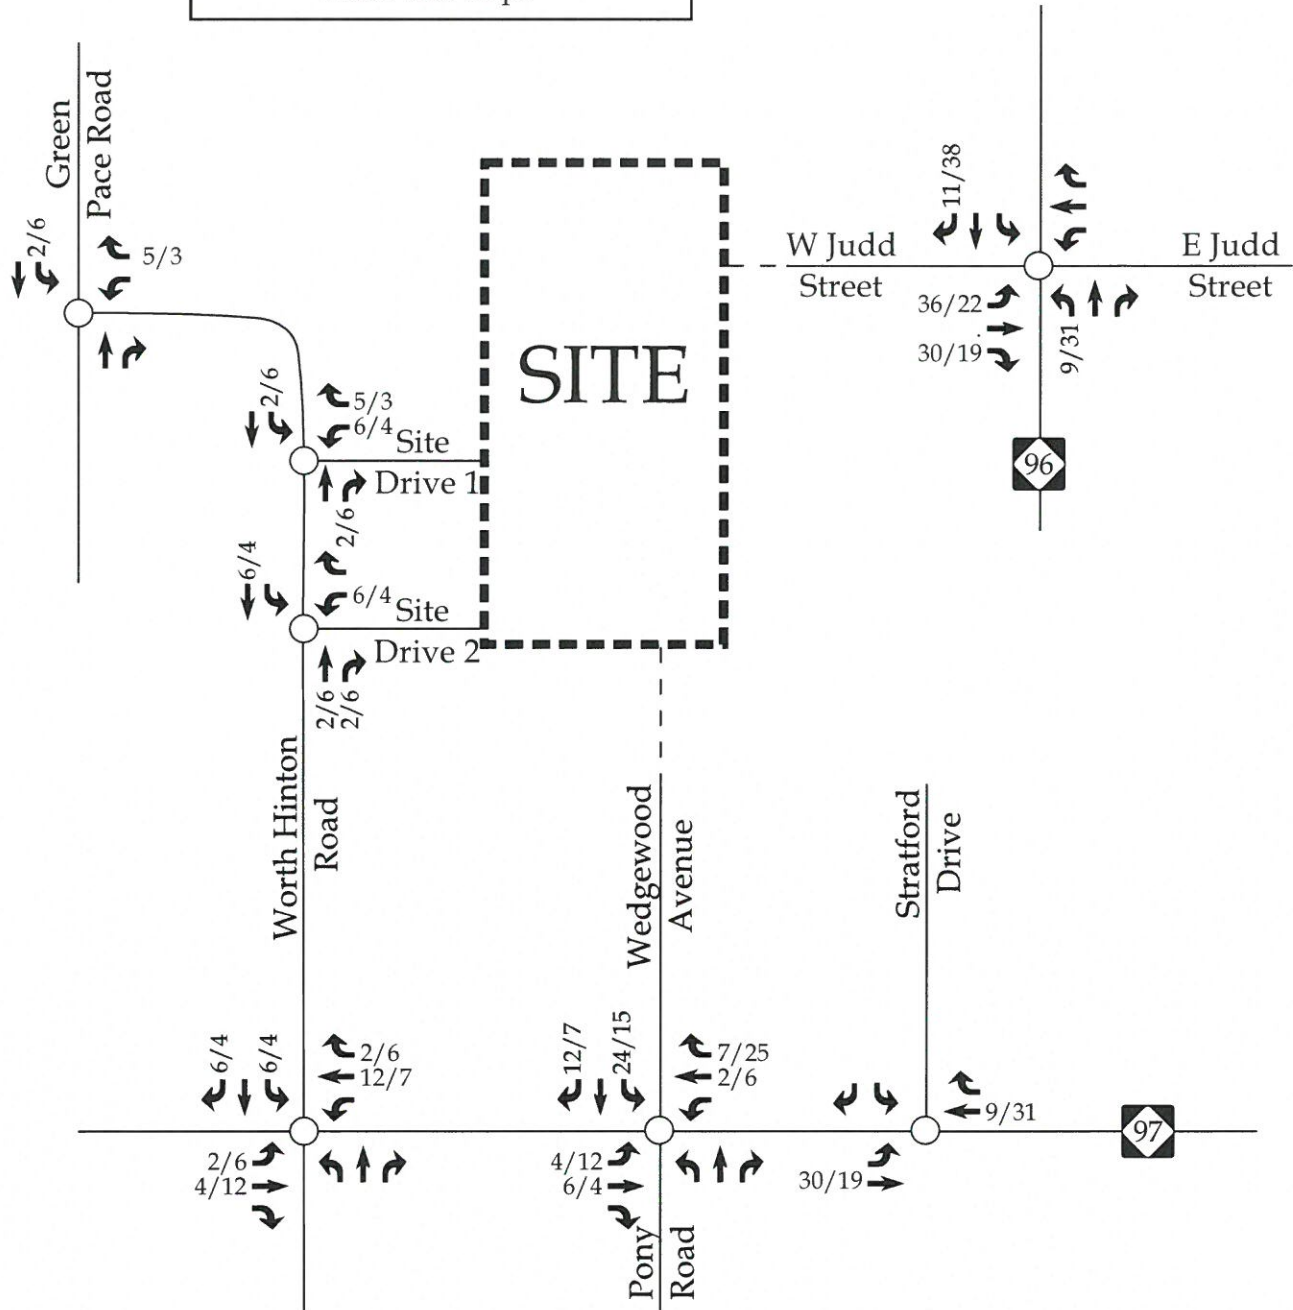 Green
Pace Road
2/6
5/3
11/38
W Judd
Street
E Judd
Street
36/22
30/19
9/31
96
SITE
2/6
5/3
6/4
Site
Drive 1
2/6
6/4
6/4
Site
Drive 2
2/6
2/6
Worth Hinton
Road
Wedgewood
Avenue
Stratford
Drive
6/4
6/4
2/6
12/7
2/6
4/12
12/7
24/15
7/25
2/6
4/12
6/4
Pony
Road
9/31
30/19
97